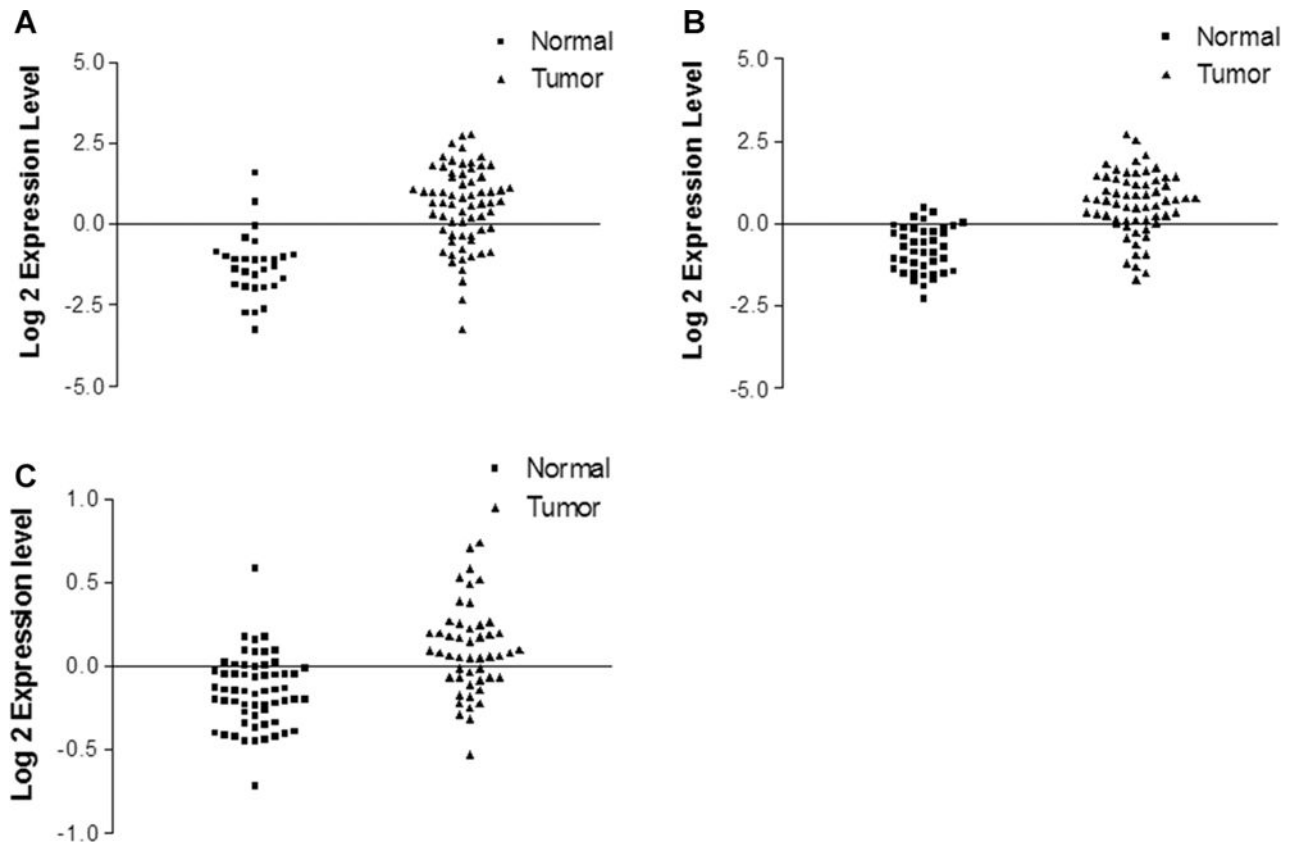 A
Normal
Tumor
Log 2 Expression Level
5.0
2.5
0.0
-2.5
-5.0
B
Normal
Tumor
Log 2 Expression Level
5.0
2.5
0.0
-2.5
-5.0
C
Normal
Tumor
Log 2 Expression level
1.0
0.5
0.0
-0.5
-1.0